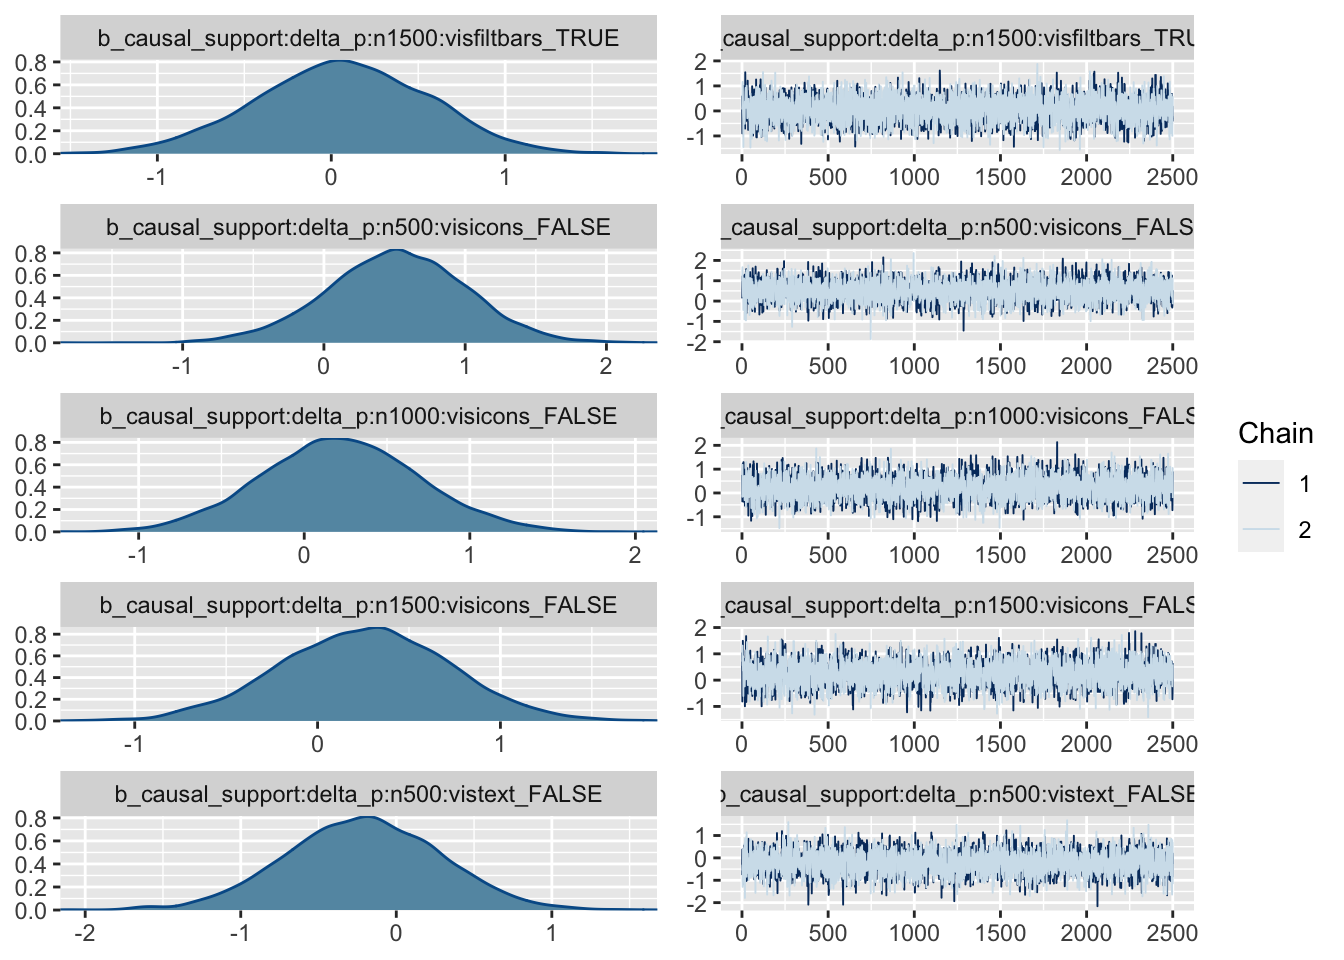 b_causal_support:delta_p:n1500:visfiltbars_TRUE
0.8
0.6
0.4
0.2
0.0
-1 0 1
_causal_support:delta_p:n1500:visfiltbars_TRU
2
1
0
-1
0 500 1000 1500 2000 2500
b_causal_support:delta_p:n500:visicons_FALSE
0.8
0.6
0.4
0.2
0.0
-1 0 1 2
_causal_support:delta_p:n500:visicons_FALS
2
1
0
-1
-2
0 500 1000 1500 2000 2500
b_causal_support:delta_p:n1000:visicons_FALSE
0.8
0.6
0.4
0.2
0.0
-1 0 1 2
_causal_support:delta_p:n1000:visicons_FALS
2
1
0
-1
0 500 1000 1500 2000 2500
b_causal_support:delta_p:n1500:visicons_FALSE
0.8
0.6
0.4
0.2
0.0
-1 0 1
_causal_support:delta_p:n1500:visicons_FALS
2
1
0
-1
0 500 1000 1500 2000 2500
b_causal_support:delta_p:n500:vistext_FALSE
0.8
0.6
0.4
0.2
0.0
-2 -1 0 1
b_causal_support:delta_p:n500:vistext_FALSE
1
0
-1
-2
0 500 1000 1500 2000 2500
Chain
1
2